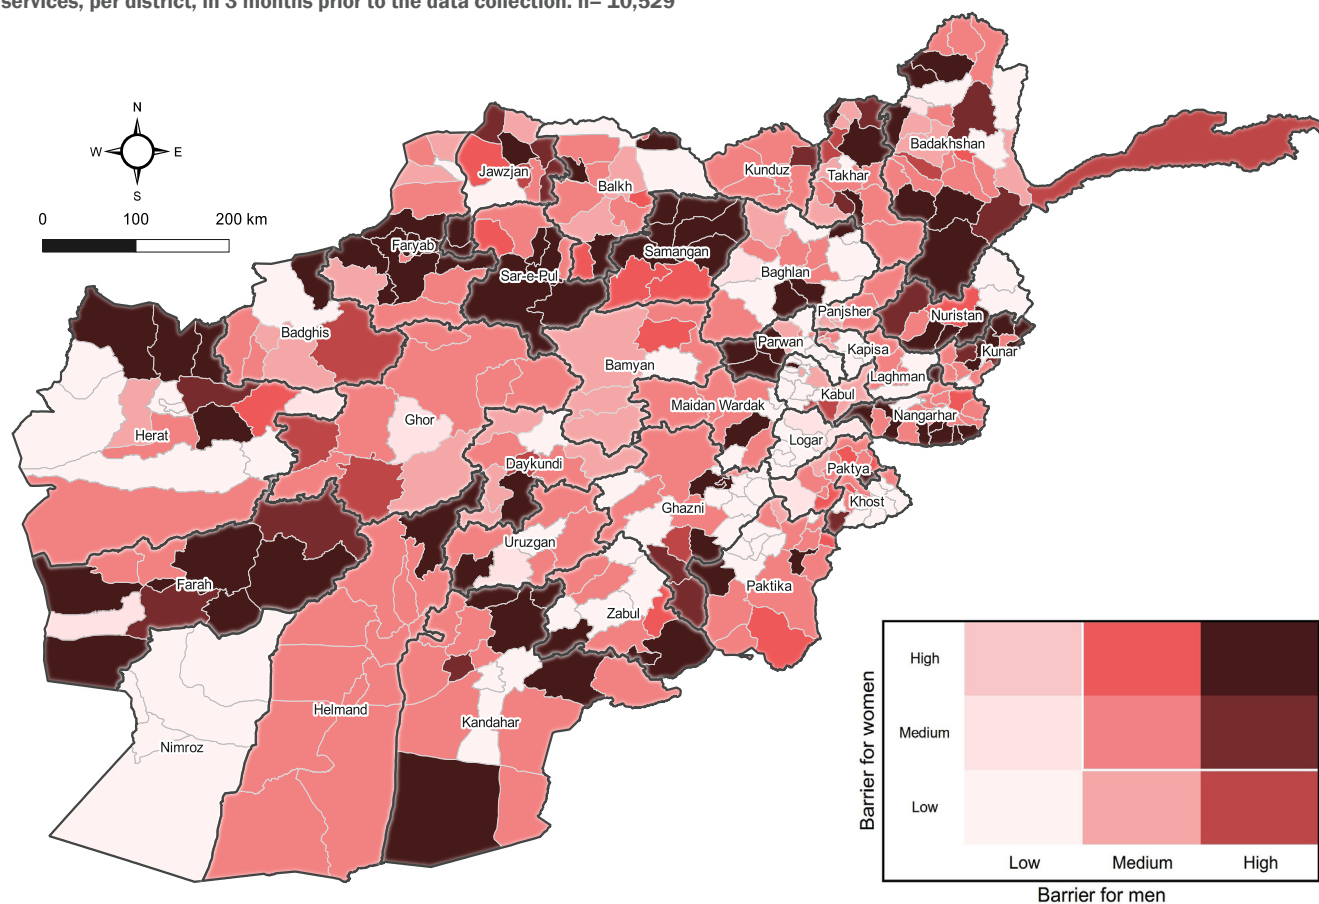 services, per district, in 3 months prior to the data collection. n= 10,529
N
W E
S
0 100 200 km
Jawzjan
Balkh
Kunduz
Takhar
Badakhshan
Faryab
Sar-e-Pul
Samangan
Baghlan
Badghis
Panjsher
Nuristan
Parwan
Kapisa
Kunar
Bamyan
Laghman
Kabul
Ghor
Maidan Wardak
Nangarhar
Herat
Logar
Daykundi
Paktya
Khost
Ghazni
Uruzgan
Farah
Paktika
Zabul
Helmand
Kandahar
Nimroz
Barrier for women
High
Medium
Low
Low Medium High
Barrier for men